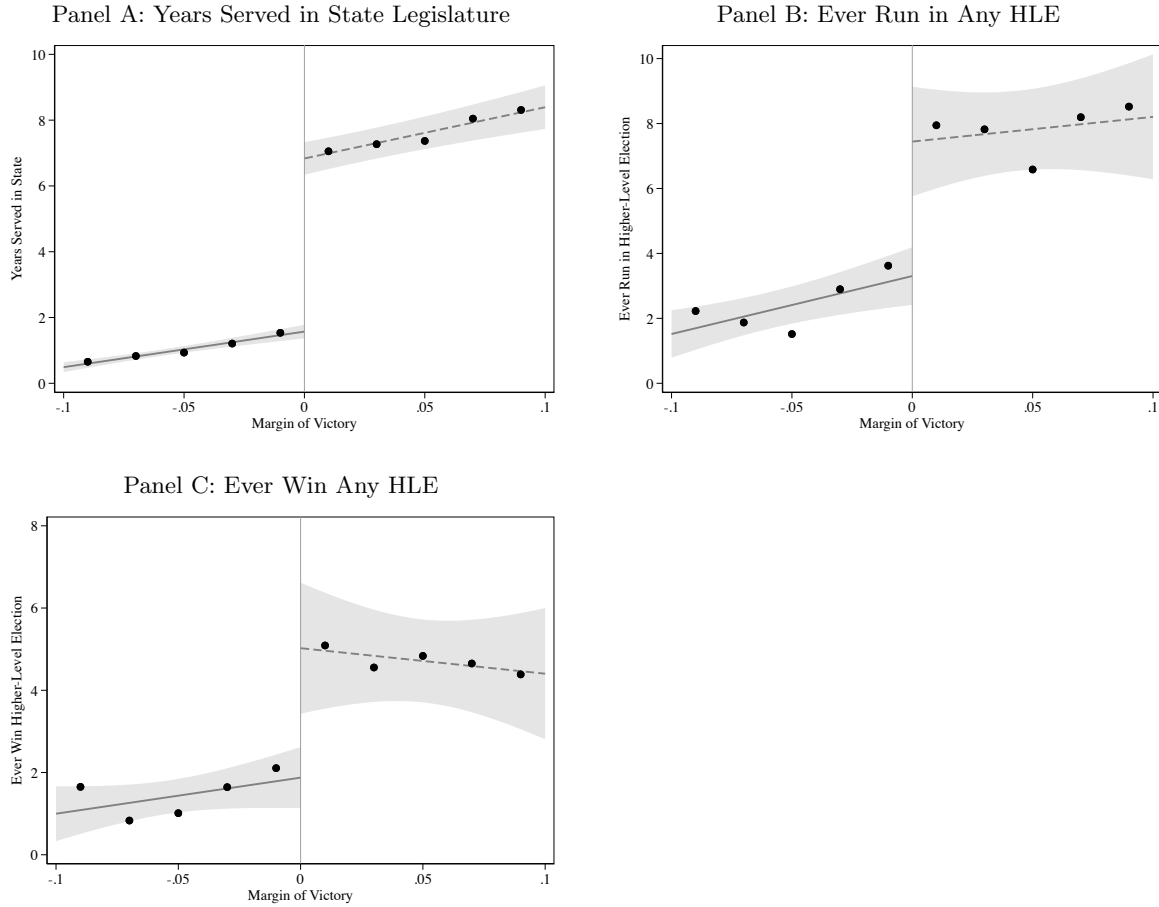 Panel A: Years Served in State Legislature
Years Served in State
10
8
6
4
2
0
-.1 -.05 0 .05 .1
Margin of Victory
Panel B: Ever Run in Any HLE
Ever Run in Higher-Level Election
10
8
6
4
2
0
-.1 -.05 0 .05 .1
Margin of Victory
Panel C: Ever Win Any HLE
Ever Win Higher-Level Election
8
6
4
2
0
-.1 -.05 0 .05 .1
Margin of Victory